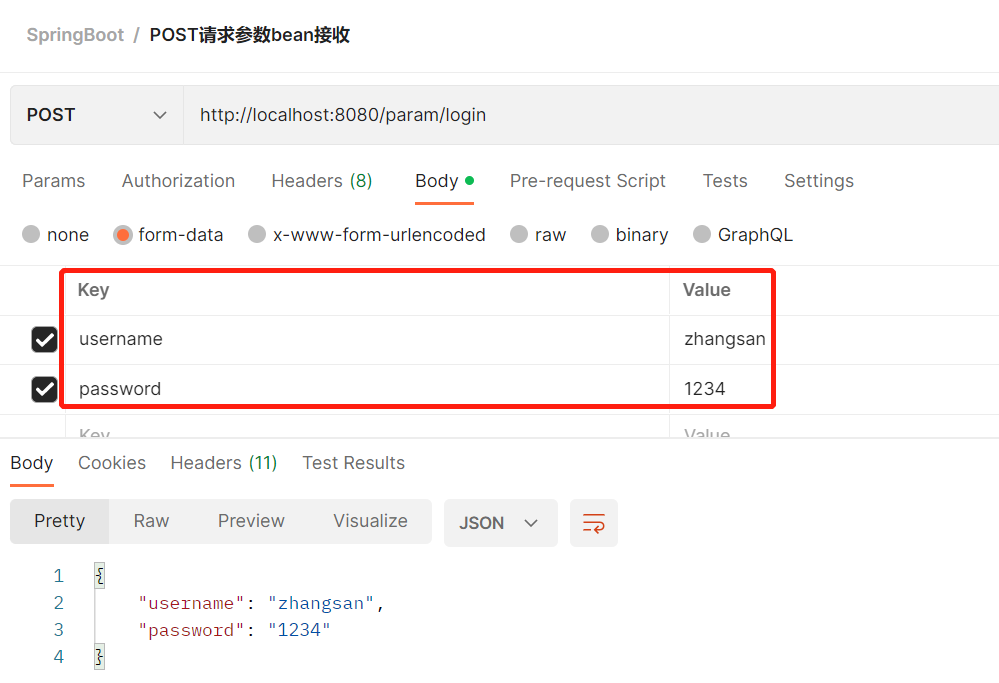 SpringBoot / POST请求参数bean接收
POST http://localhost:8080/param/login
Params Authorization Headers (8) Body Pre-request Script Tests Settings
none form-data x-www-form-urlencoded raw binary GraphQL
Key Value
username zhangsan
password 1234
Key Value
Body Cookies Headers (11) Test Results
Pretty Raw Preview Visualize JSON
1 {
2 "username": "zhangsan",
3 "password": "1234"
4 }